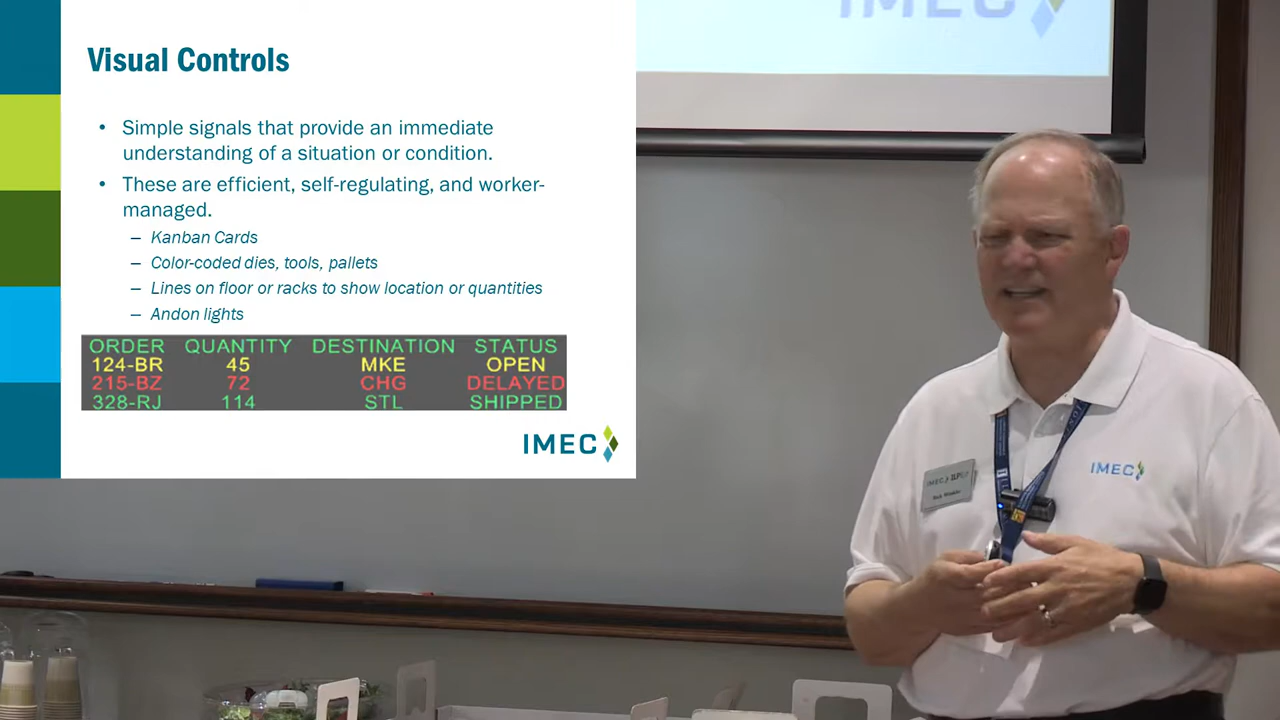 IMEC
Visual Controls
• Simple signals that provide an immediate
understanding of a situation or condition.
• These are efficient, self-regulating, and worker-
managed.
– Kanban Cards
– Color-coded dies, tools, pallets
– Lines on floor or racks to show location or quantities
– Andon lights
ORDER QUANTITY DESTINATION STATUS
124-BR 45 MKE OPEN
215-BZ 72 CHG DELAYED
328-RJ 114 STL SHIPPED
IMEC
IMEC
IMEC